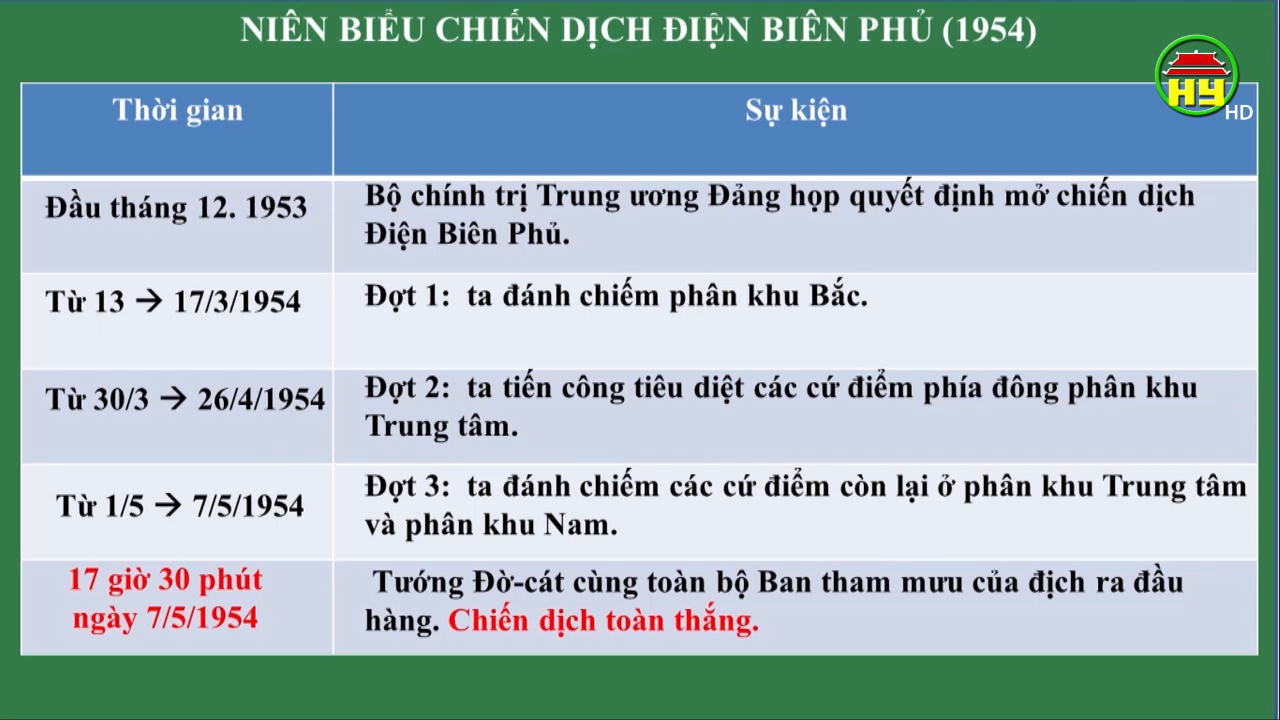 NIÊN BIỂU CHIẾN DỊCH ĐIỆN BIÊN PHỦ (1954)
HY
HD
Thời gian
Sự kiện
Đầu tháng 12. 1953
Bộ chính trị Trung ương Đảng họp quyết định mở chiến dịch
Điện Biên Phủ.
Từ 13 → 17/3/1954
Đợt 1: ta đánh chiếm phân khu Bắc.
Từ 30/3 → 26/4/1954
Đợt 2: ta tiến công tiêu diệt các cứ điểm phía đông phân khu
Trung tâm.
Từ 1/5 → 7/5/1954
Đợt 3: ta đánh chiếm các cứ điểm còn lại ở phân khu Trung tâm
và phân khu Nam.
17 giờ 30 phút
ngày 7/5/1954
Tướng Đờ-cát cùng toàn bộ Ban tham mưu của địch ra đầu
hàng. Chiến dịch toàn thắng.